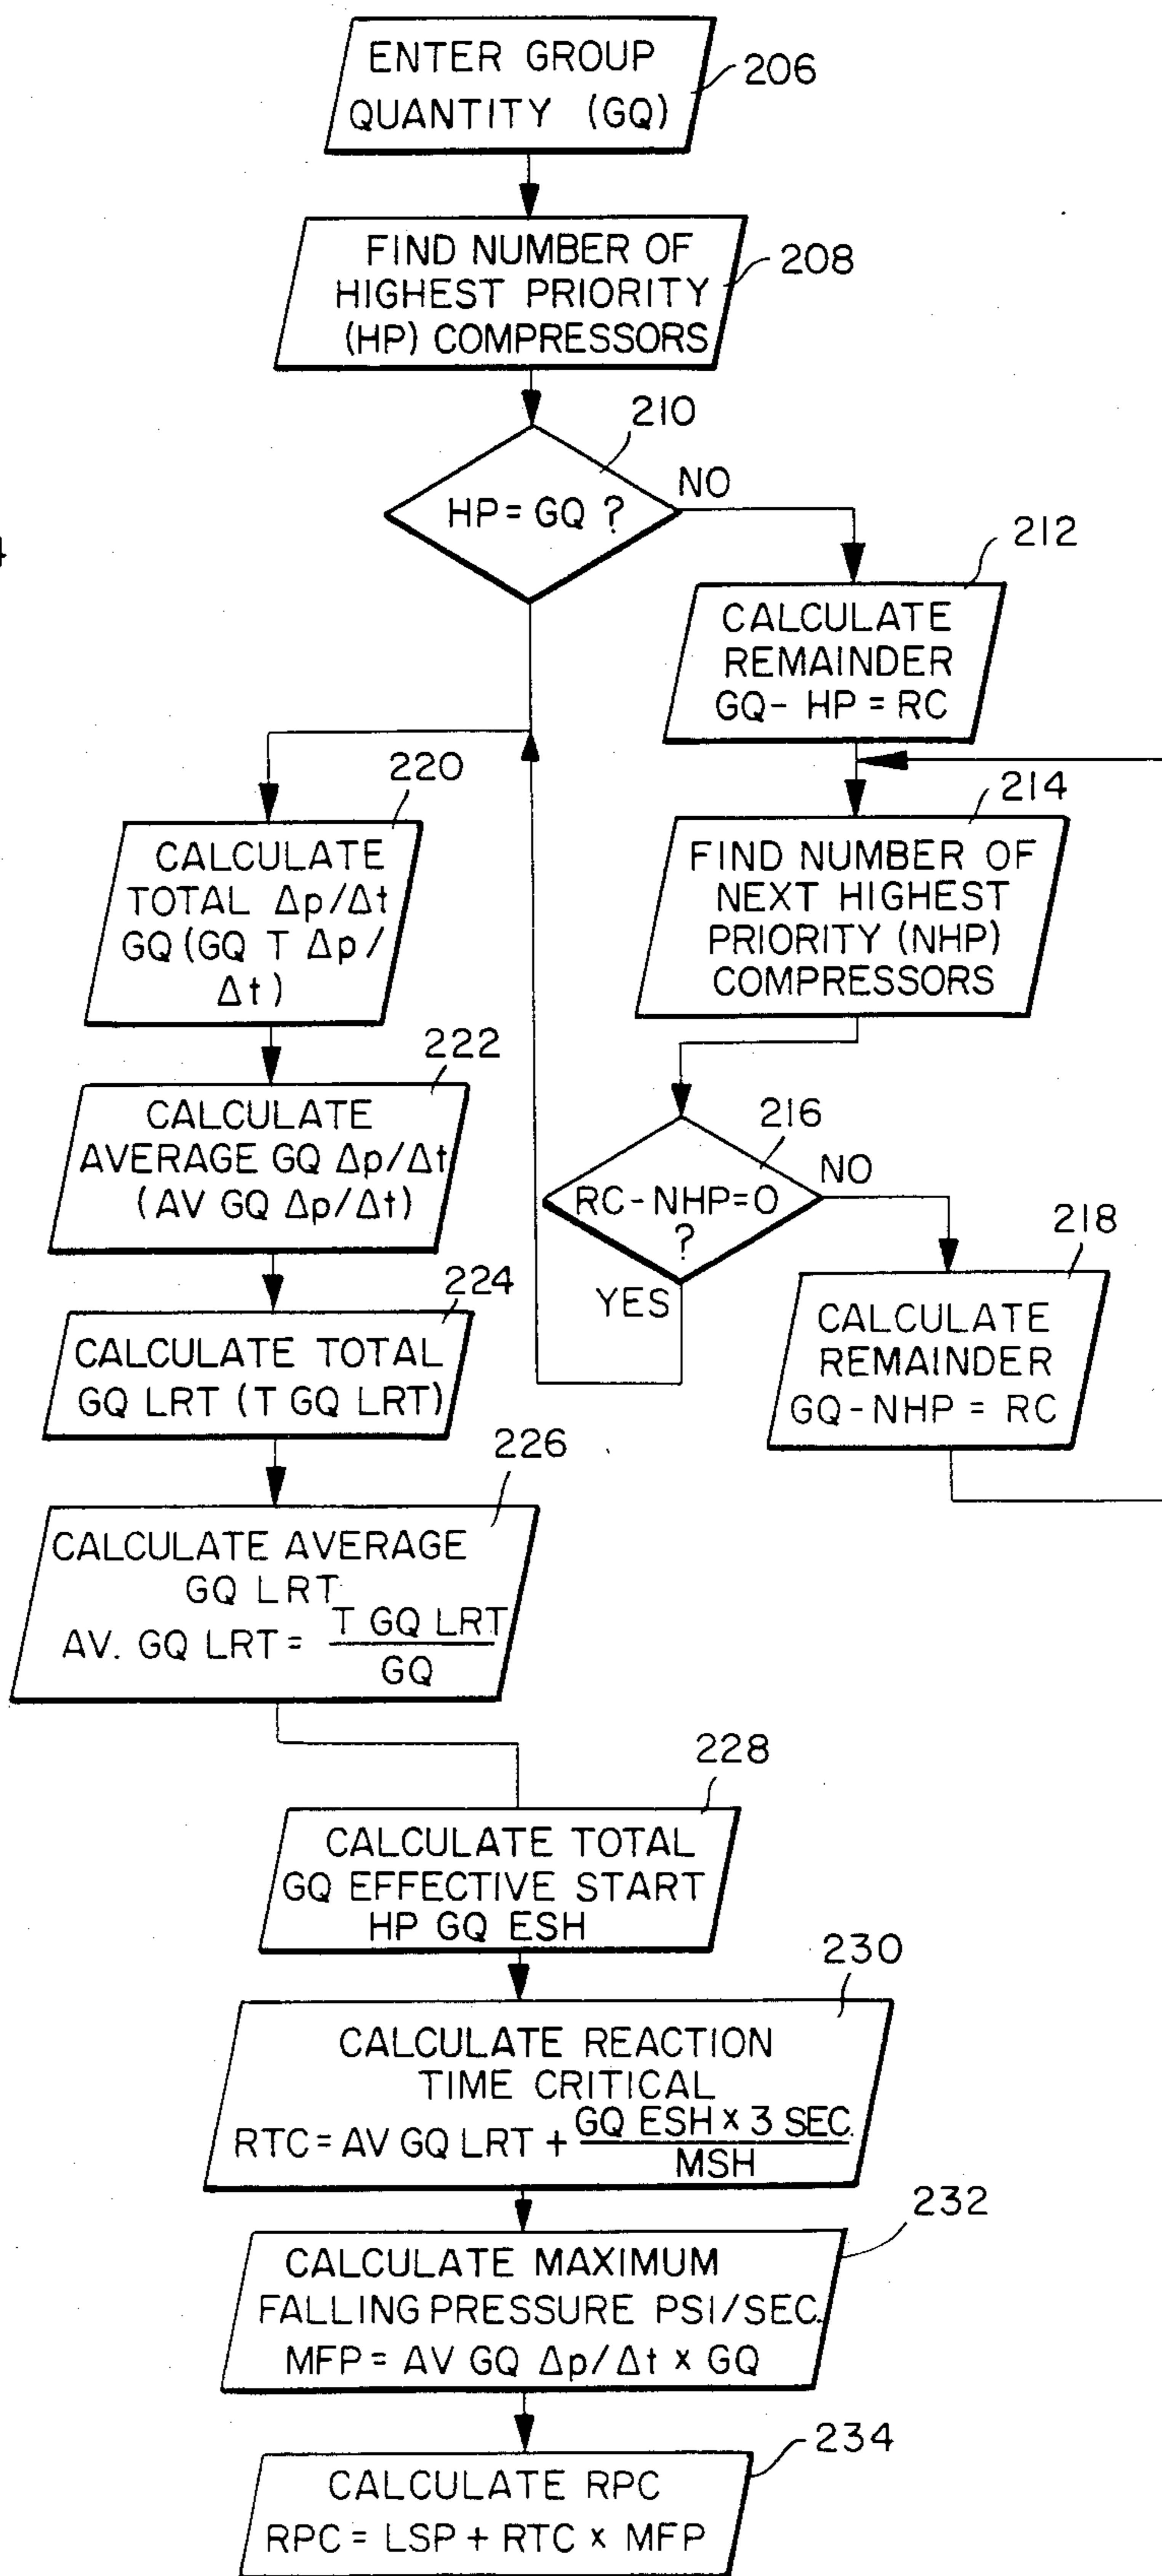 ENTER GROUP
QUANTITY (GQ)
206
FIND NUMBER OF
HIGHEST PRIORITY
(HP) COMPRESSORS
208
210
HP = GQ ?
NO
4
212
CALCULATE
REMAINDER
GQ - HP = RC
220
CALCULATE
TOTAL Δp/Δt
GQ (GQ T Δp/
Δt)
214
FIND NUMBER OF
NEXT HIGHEST
PRIORITY (NHP)
COMPRESSORS
222
CALCULATE
AVERAGE GQ Δp/Δt
(AV GQ Δp/Δt)
216
RC - NHP = 0
?
NO
YES
218
CALCULATE
REMAINDER
GQ - NHP = RC
224
CALCULATE TOTAL
GQ LRT (T GQ LRT)
226
CALCULATE AVERAGE
GQ LRT
AV. GQ LRT = T GQ LRT
GQ
228
CALCULATE TOTAL
GQ EFFECTIVE START
HP GQ ESH
230
CALCULATE REACTION
TIME CRITICAL
RTC = AV GQ LRT + GQ ESH x 3 SEC.
MSH
232
CALCULATE MAXIMUM
FALLING PRESSURE PSI/SEC.
MFP = AV GQ Δp/Δt x GQ
234
CALCULATE RPC
RPC = LSP + RTC x MFP